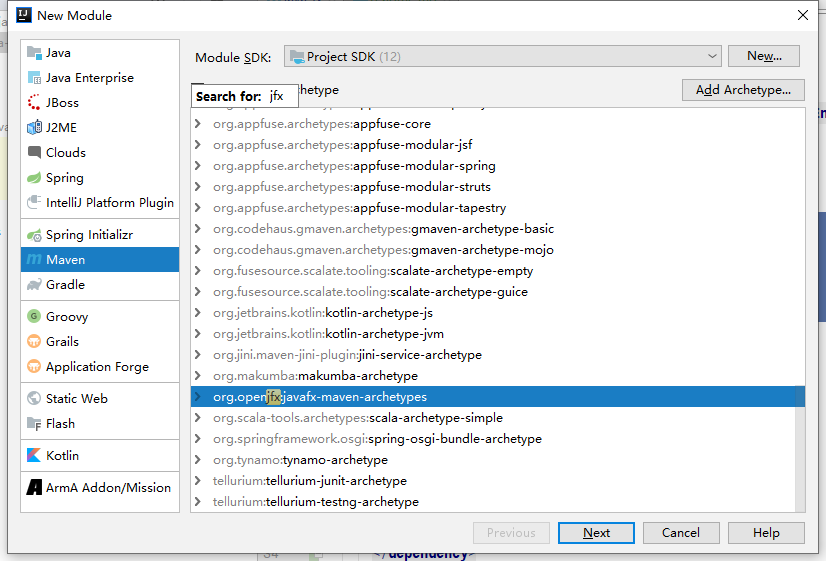 New Module
Java
Java Enterprise
JBoss
J2ME
Clouds
Spring
IntelliJ Platform Plugin
Spring Initializr
Maven
Gradle
Groovy
Grails
Application Forge
Static Web
Flash
Kotlin
ArmA Addon/Mission
Module SDK:
Project SDK (12)
New...
Search for: jfx
hetype
Add Archetype...
org.appfuse.archetypes:appfuse-core
org.appfuse.archetypes:appfuse-modular-jsf
org.appfuse.archetypes:appfuse-modular-spring
org.appfuse.archetypes:appfuse-modular-struts
org.appfuse.archetypes:appfuse-modular-tapestry
org.codehaus.gmaven.archetypes:gmaven-archetype-basic
org.codehaus.gmaven.archetypes:gmaven-archetype-mojo
org.fusesource.scalate.tooling:scalate-archetype-empty
org.fusesource.scalate.tooling:scalate-archetype-guice
org.jetbrains.kotlin:kotlin-archetype-js
org.jetbrains.kotlin:kotlin-archetype-jvm
org.jini.maven-jini-plugin:jini-service-archetype
org.makumba:makumba-archetype
org.openjfx:javafx-maven-archetypes
org.scala-tools.archetypes:scala-archetype-simple
org.springframework.osgi:spring-osgi-bundle-archetype
org.tynamo:tynamo-archetype
tellurium:tellurium-junit-archetype
tellurium:tellurium-testng-archetype
Previous
Next
Cancel
Help
</dependency>